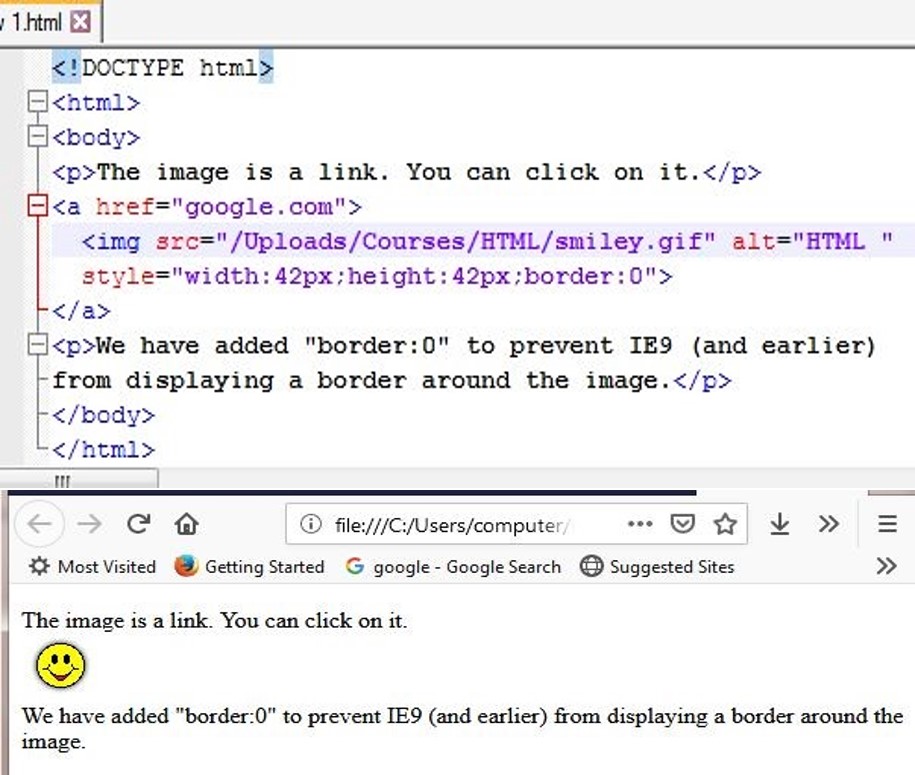 1.html
<!DOCTYPE html>
<html>
<body>
<p>The image is a link. You can click on it.</p>
<a href="google.com">
<img src="/Uploads/Courses/HTML/smiley.gif" alt="HTML "
style="width:42px;height:42px;border:0">
</a>
<p>We have added "border:0" to prevent IE9 (and earlier)
from displaying a border around the image.</p>
</body>
</html>
file:///C:/Users/computer/
Most Visited Getting Started google - Google Search Suggested Sites
The image is a link. You can click on it.
We have added "border:0" to prevent IE9 (and earlier) from displaying a border around the
image.